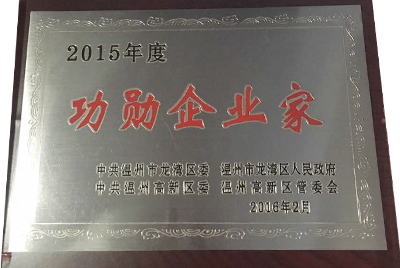 2015年度
功勋企业家
中共温州市龙湾区委 温州市龙湾区人民政府
中共温州高新区委 温州高新区管委会
2016年2月